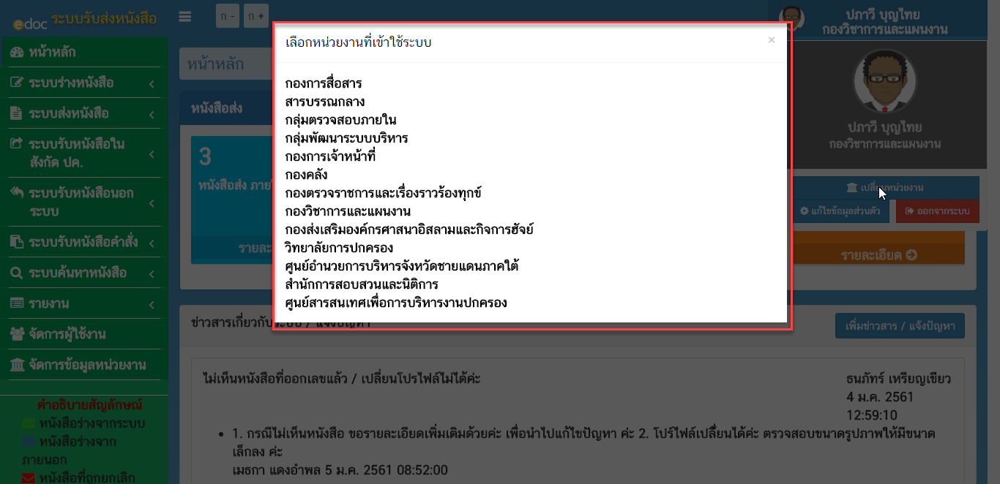 edoc ระบบรับส่งหนังสือ
ก -
ก +
ปภาวี บุญไทย
กองวิชาการและแผนงาน
หน้าหลัก
ระบบร่างหนังสือ
ระบบส่งหนังสือ
ระบบรับหนังสือใน
สังกัด ปค.
ระบบรับหนังสือนอก
ระบบ
ระบบรับหนังสือคำสั่ง
ระบบค้นหาหนังสือ
รายงาน
จัดการผู้ใช้งาน
จัดการข้อมูลหน่วยงาน
คำอธิบายสัญลักษณ์
หนังสือร่างจากระบบ
หนังสือร่างจาก
ภายนอก
หนังสือที่ถูกยกเลิก
หน้าหลัก
หนังสือส่ง
3
หนังสือส่ง
เลือกหน่วยงานที่เข้าใช้ระบบ
×
กองการสื่อสาร
สารบรรณกลาง
กลุ่มตรวจสอบภายใน
กลุ่มพัฒนาระบบบริหาร
กองการเจ้าหน้าที่
กองคลัง
กองตรวจราชการและเรื่องราวร้องทุกข์
กองวิชาการและแผนงาน
กองส่งเสริมองค์กรศาสนาอิสลามและกิจการฮัจย์
วิทยาลัยการปกครอง
ศูนย์อำนวยการบริหารจังหวัดชายแดนภาคใต้
สำนักการสอบสวนและนิติการ
ศูนย์สารสนเทศเพื่อการบริหารงานปกครอง
ปภาวี บุญไทย
กองวิชาการและแผนงาน
เปลี่ยนหน่วยงาน
แก้ไขข้อมูลส่วนตัว
ออกจากระบบ
รายละเอียด
ข่าวสารเกี่ยวกับระบบ / แจ้งปัญหา
เพิ่มข่าวสาร / แจ้งปัญหา
ไม่เห็นหนังสือที่ออกเลขแล้ว / เปลี่ยนโปรไฟล์ไม่ได้ค่ะ
ธนภัทร์ เหรียญเขียว
4 ม.ค. 2561
12:59:10
• 1. กรณีไม่เห็นหนังสือ ขอรายละเอียดเพิ่มเติมด้วยค่ะ เพื่อนำไปแก้ไขปัญหา ค่ะ 2. โปร์ไฟล์เปลี่ยนได้ค่ะ ตรวจสอบขนาดรูปภาพให้มีขนาด
เล็กลง ค่ะ
เมธกา แดงอำพล 5 ม.ค. 2561 08:52:00